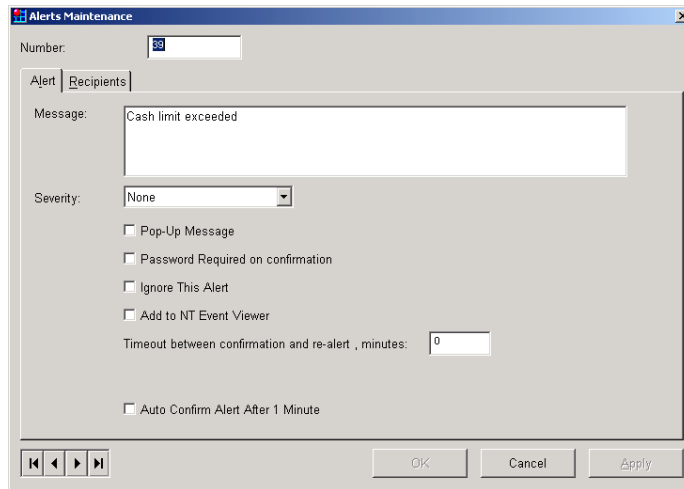 Alerts Maintenance
Number: 39
Alert Recipients
Message: Cash limit exceeded
Severity: None
Pop-Up Message
Password Required on confirmation
Ignore This Alert
Add to NT Event Viewer
Timeout between confirmation and re-alert , minutes: 0
Auto Confirm Alert After 1 Minute
OK Cancel Apply